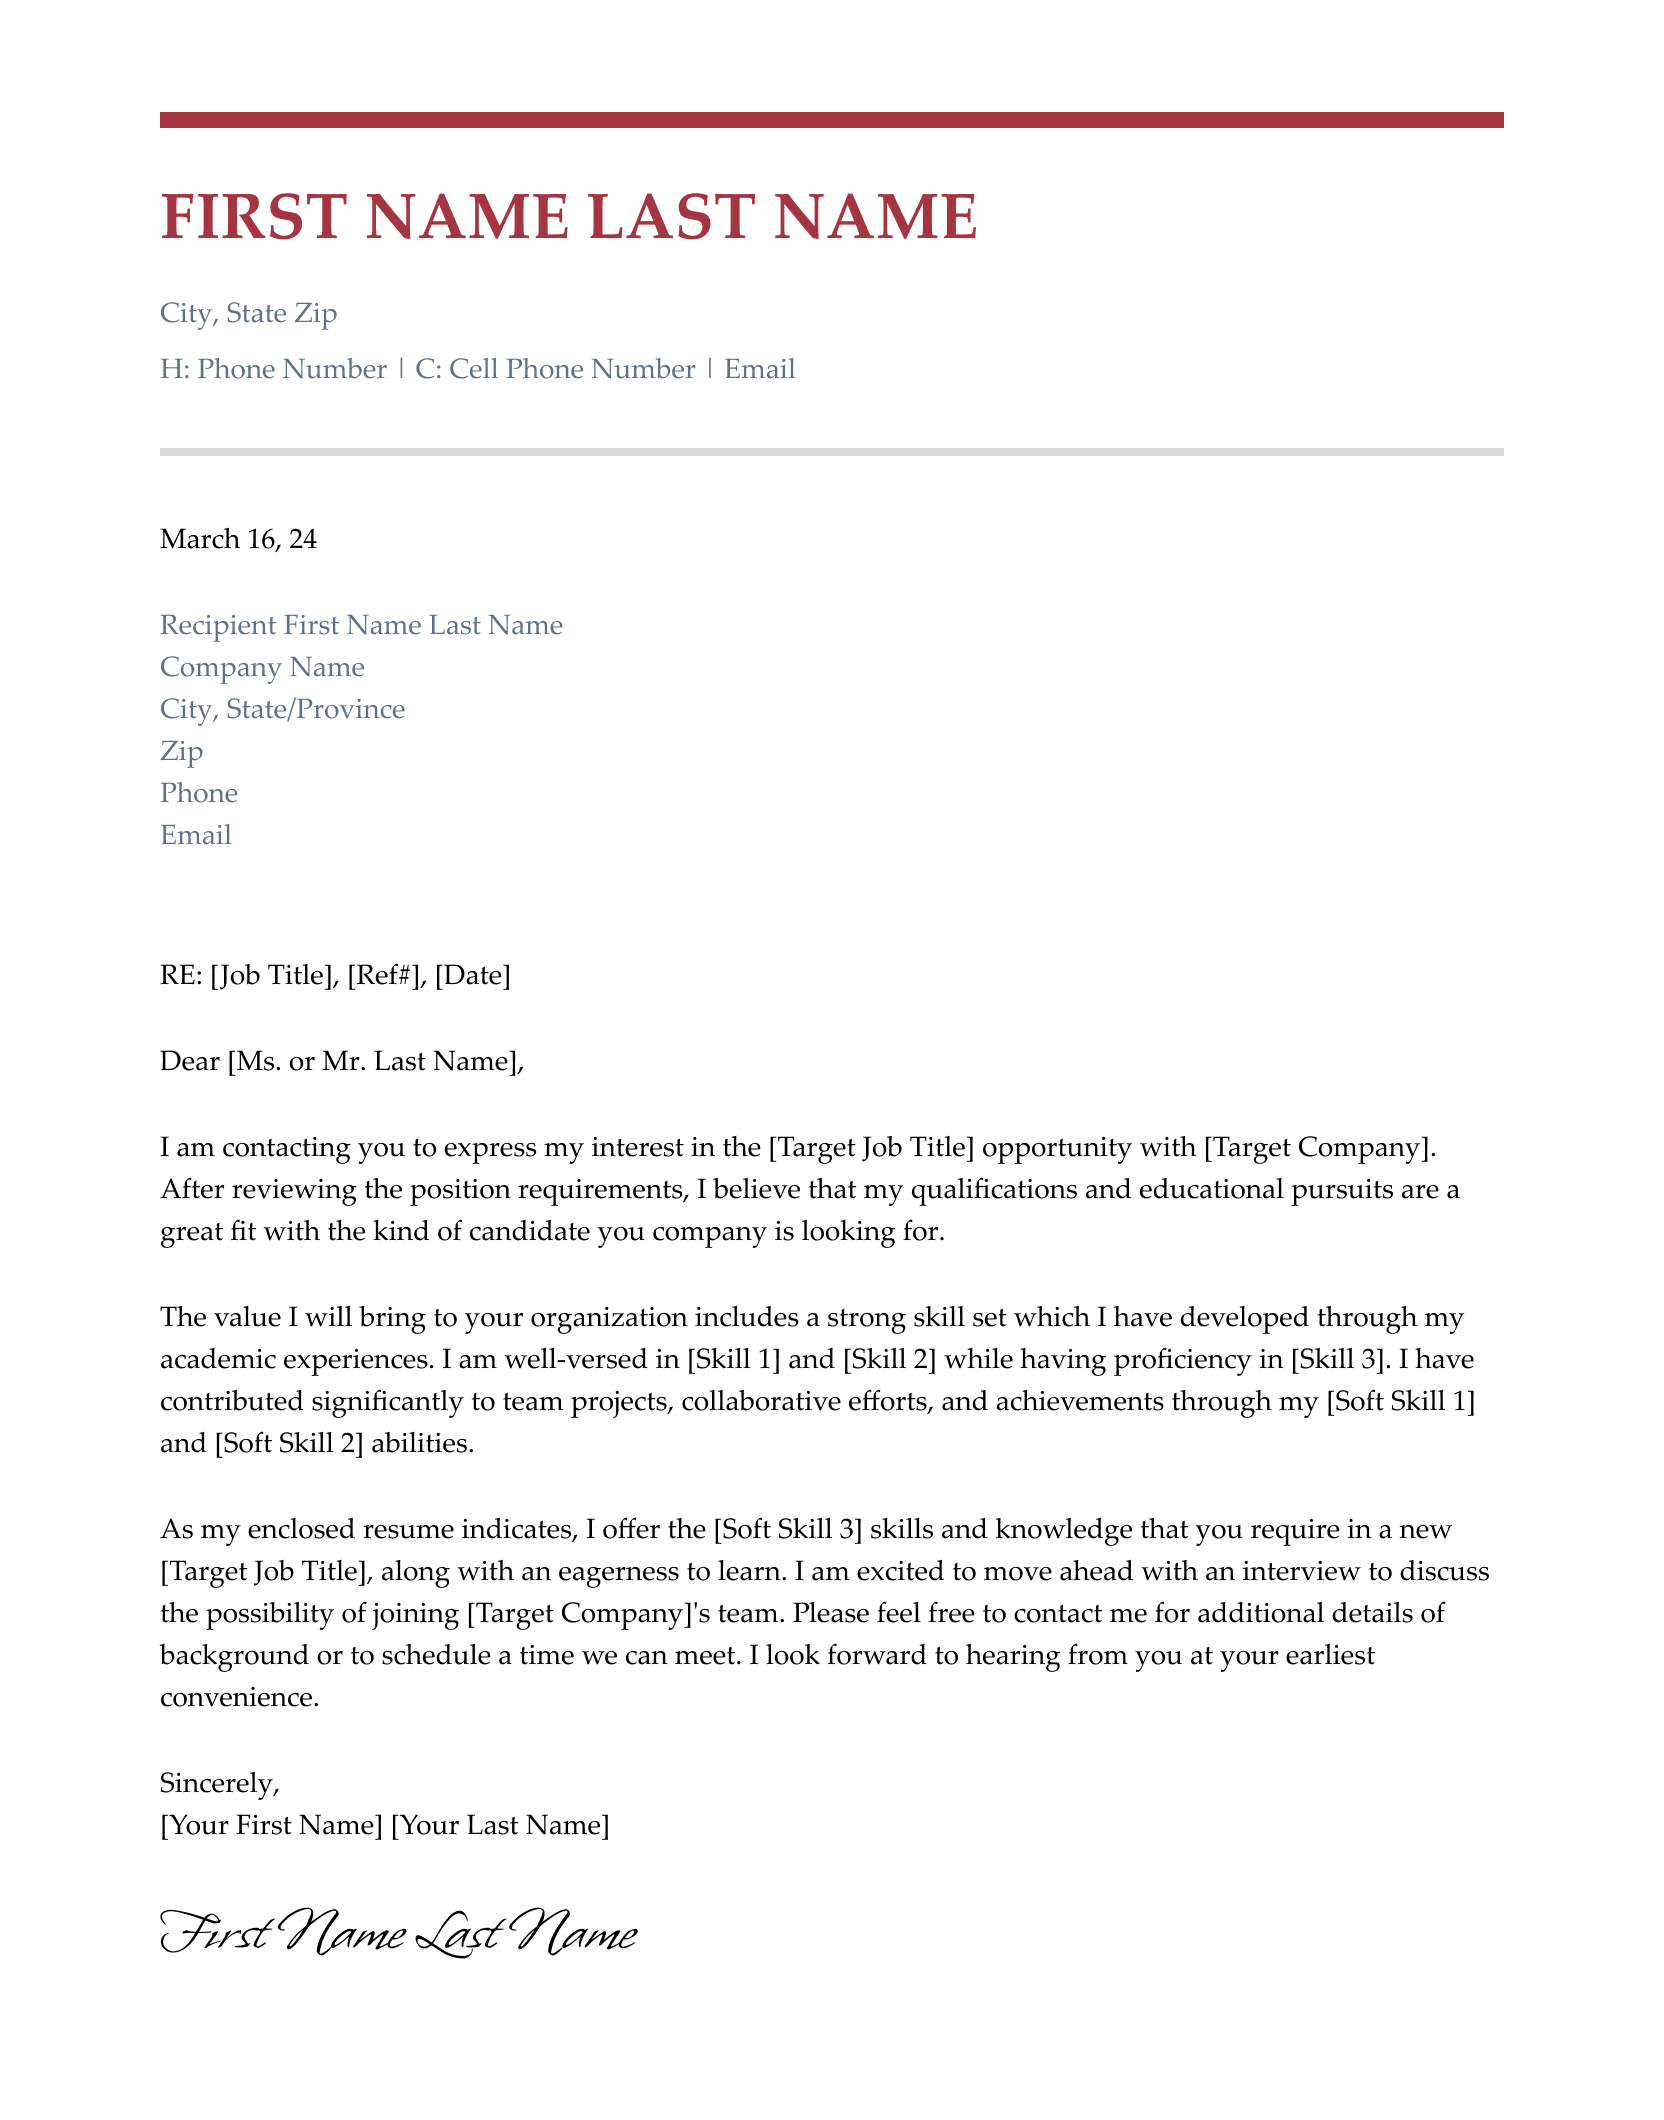 FIRST NAME LAST NAME
City, State Zip
H: Phone Number | C: Cell Phone Number | Email
March 16, 24
Recipient First Name Last Name
Company Name
City, State/Province
Zip
Phone
Email
RE: [Job Title], [Ref#], [Date]
Dear [Ms. or Mr. Last Name],
I am contacting you to express my interest in the [Target Job Title] opportunity with [Target Company].
After reviewing the position requirements, I believe that my qualifications and educational pursuits are a
great fit with the kind of candidate you company is looking for.
The value I will bring to your organization includes a strong skill set which I have developed through my
academic experiences. I am well-versed in [Skill 1] and [Skill 2] while having proficiency in [Skill 3]. I have
contributed significantly to team projects, collaborative efforts, and achievements through my [Soft Skill 1]
and [Soft Skill 2] abilities.
As my enclosed resume indicates, I offer the [Soft Skill 3] skills and knowledge that you require in a new
[Target Job Title], along with an eagerness to learn. I am excited to move ahead with an interview to discuss
the possibility of joining [Target Company]'s team. Please feel free to contact me for additional details of
background or to schedule a time we can meet. I look forward to hearing from you at your earliest
convenience.
Sincerely,
[Your First Name] [Your Last Name]
First Name Last Name